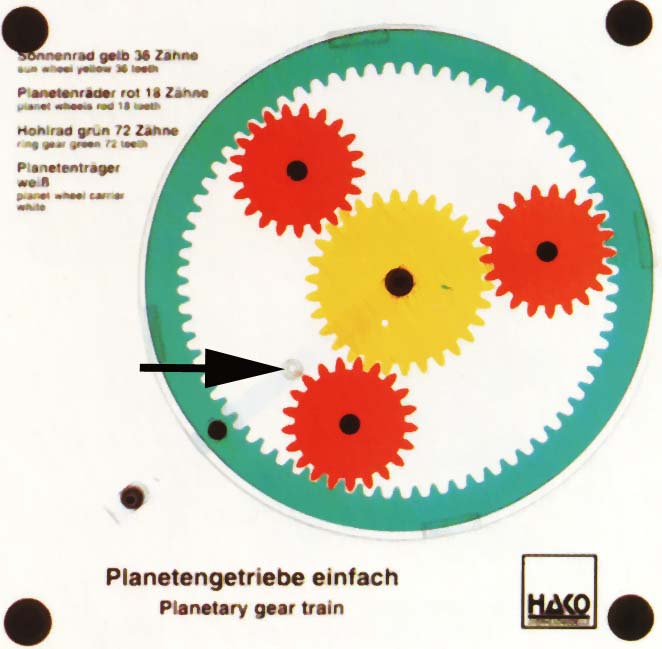 Sonnenrad gelb 36 Zähne
sun wheel yellow 36 teeth
Planetenräder rot 18 Zähne
planet wheels red 18 teeth
Hohlrad grün 72 Zähne
ring gear green 72 teeth
Planetenträger
weiß
planet wheel carrier
white
Planetengetriebe einfach
Planetary gear train
HAKO